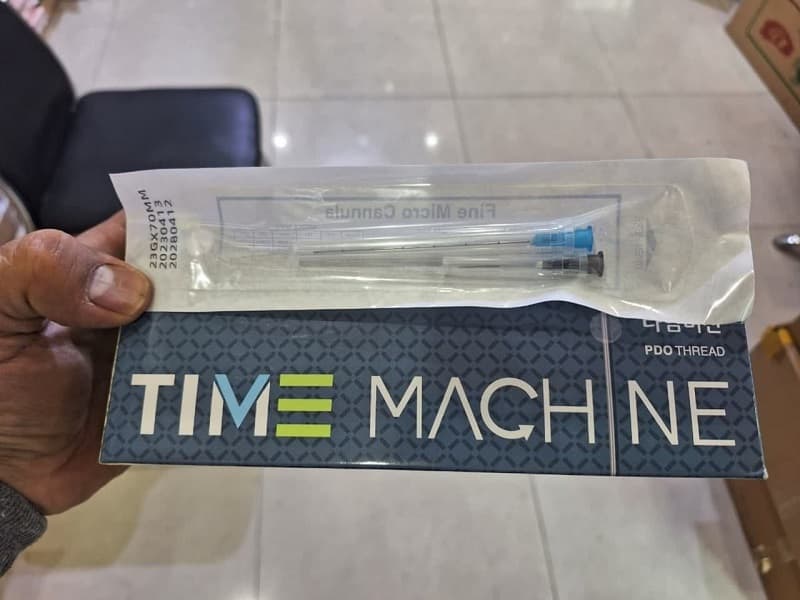 23GX70MM
20230413
20280412
Fine Micro Cannula
PDO THREAD
TIME MACHINE